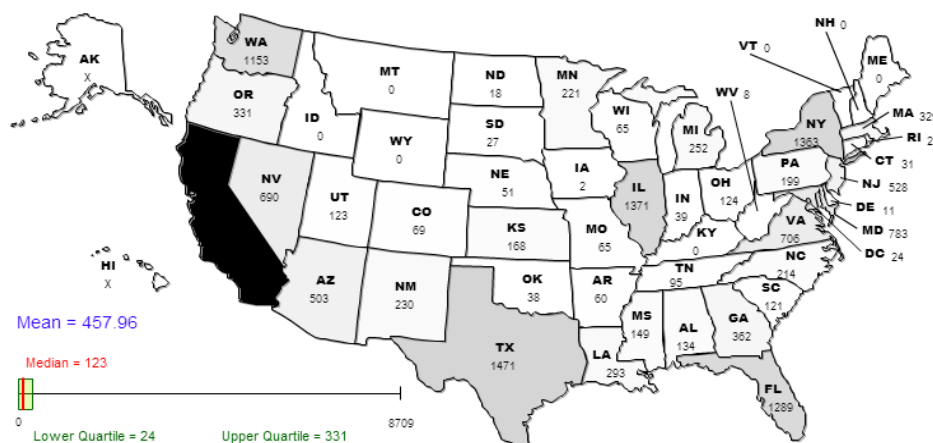 AK
X
WA
1153
OR
331
MT
0
ID
0
WY
0
ND
18
SD
27
NE
51
MN
221
WI
65
IA
2
MI
252
NV
690
UT
123
CO
69
KS
168
MO
65
IL
1371
IN
39
OH
124
KY
0
WV 8
VT 0
NH 0
ME
0
NY
1363
MA 329
RI 2
CT 31
PA
199
NJ 528
DE 11
MD 783
DC 24
VA
706
NC
214
TN
95
SC
121
AZ
503
NM
230
OK
38
AR
60
MS
149
AL
134
GA
362
TX
1471
LA
293
FL
1289
HI
X
Mean = 457.96
Median = 123
0
8709
Lower Quartile = 24
Upper Quartile = 331